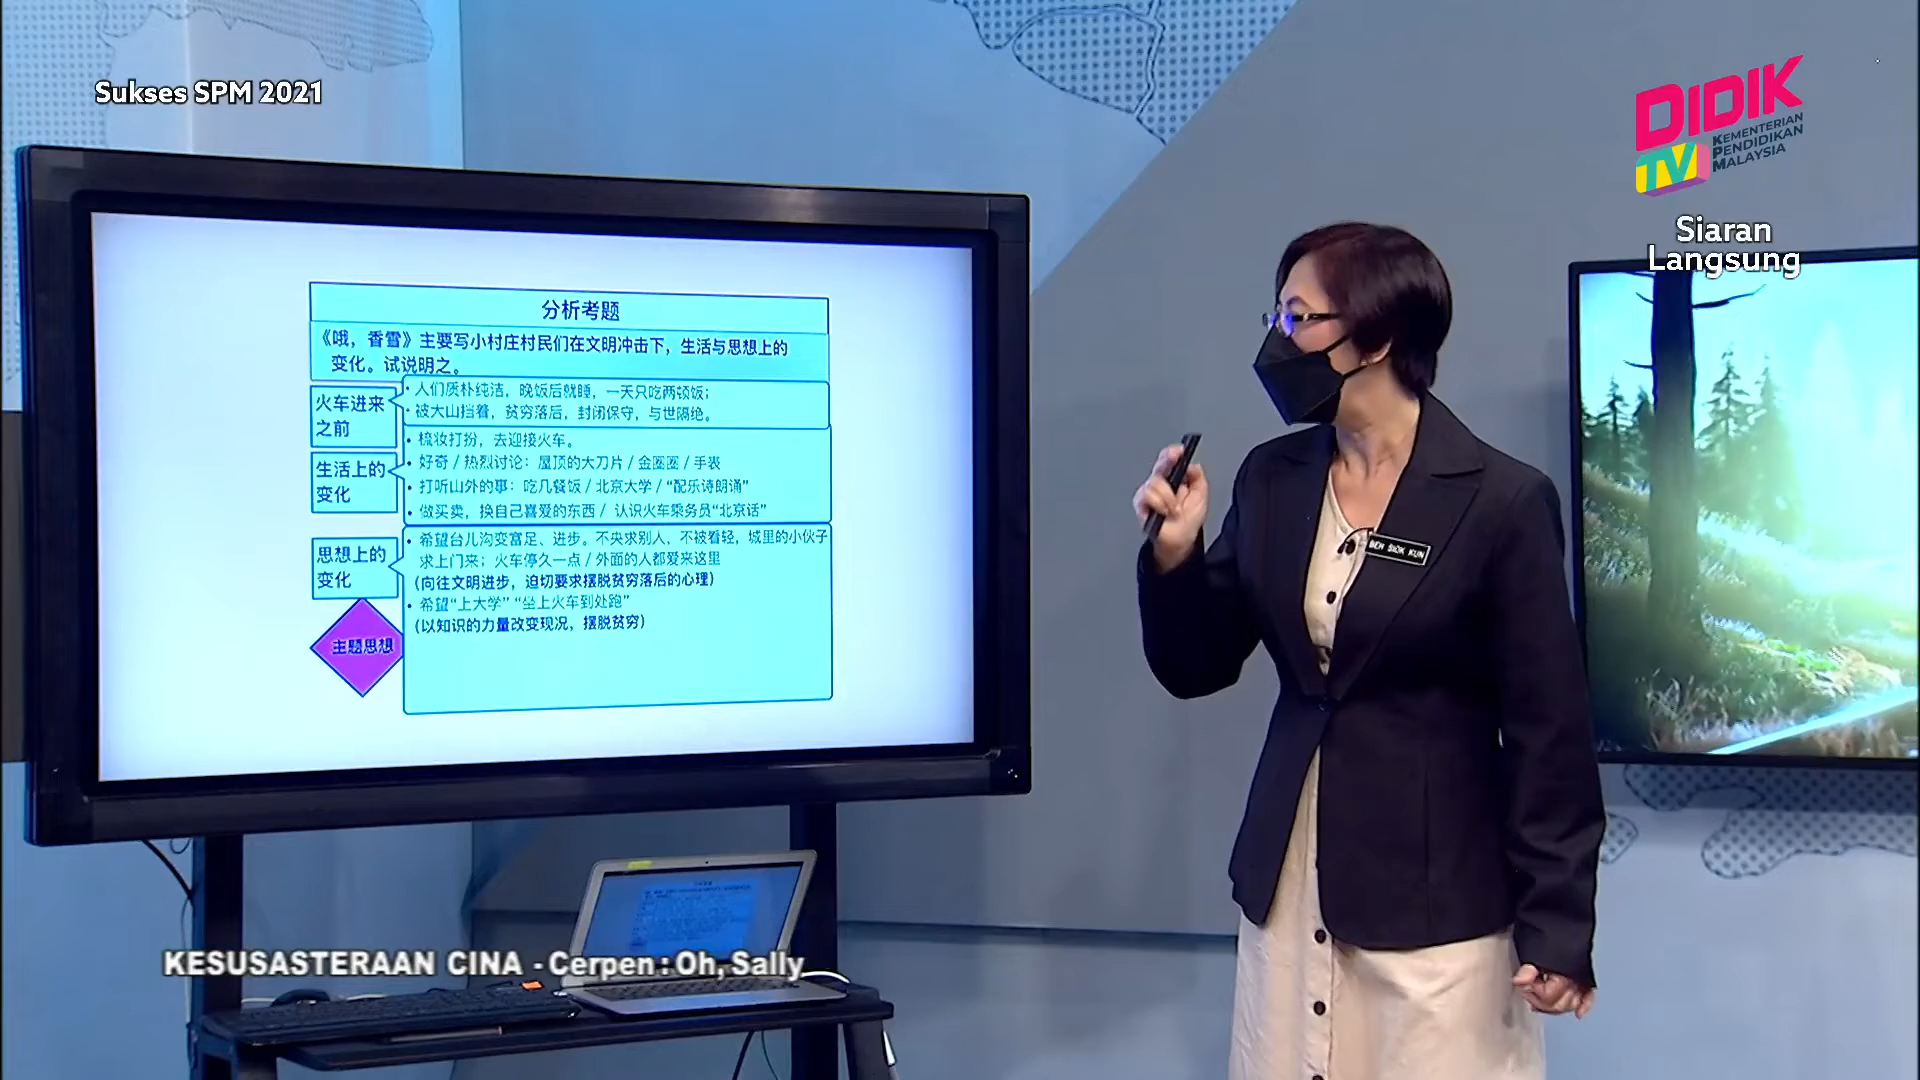 Sukses SPM 2021
DIDIK
TV
KEMENTERIAN
PENDIDIKAN
MALAYSIA
Siaran
Langsung
分析考题
《哦，香雪》主要写小村庄村民们在文明冲击下，生活与思想上的
变化。试说明之。
火车进来
之前
• 人们质朴纯洁，晚饭后就睡，一天只吃两顿饭；
• 被大山挡着，贫穷落后，封闭保守，与世隔绝。
生活上的
变化
• 梳妆打扮，去迎接火车。
• 好奇 / 热烈讨论：屋顶的大刀片 / 金圈圈 / 手表
• 打听山外的事：吃几餐饭 / 北京大学 / “配乐诗朗诵”
• 做买卖，换自己喜爱的东西 / 认识火车乘务员“北京话”
思想上的
变化
• 希望台儿沟变富足、进步。不央求别人，不被看轻，城里的小伙子
求上门来；火车停久一点 / 外面的人都爱来这里
(向往文明进步，迫切要求摆脱贫穷落后的心理)
• 希望“上大学” “坐上火车到处跑”
(以知识的力量改变现况，摆脱贫穷)
主题思想
BEH SIOK KUN
KESUSASTERAAN CINA - Cerpen : Oh, Sally